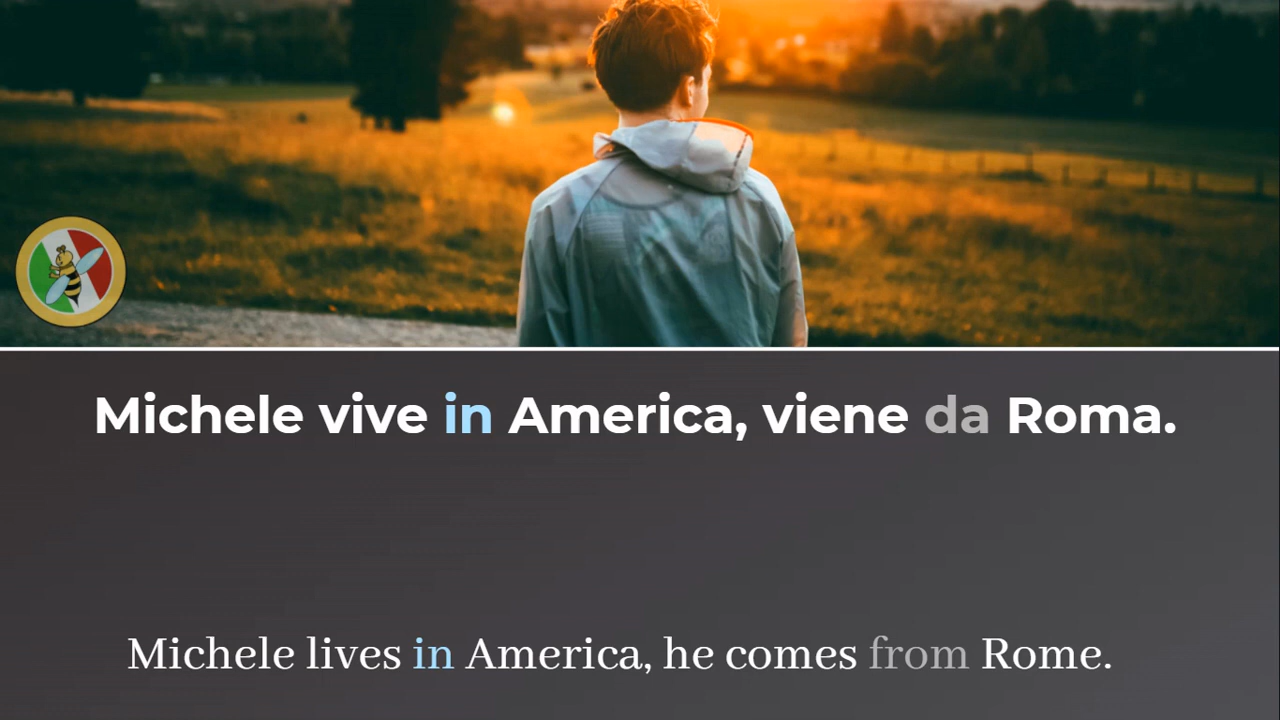 Michele vive in America, viene da Roma.
Michele lives in America, he comes from Rome.